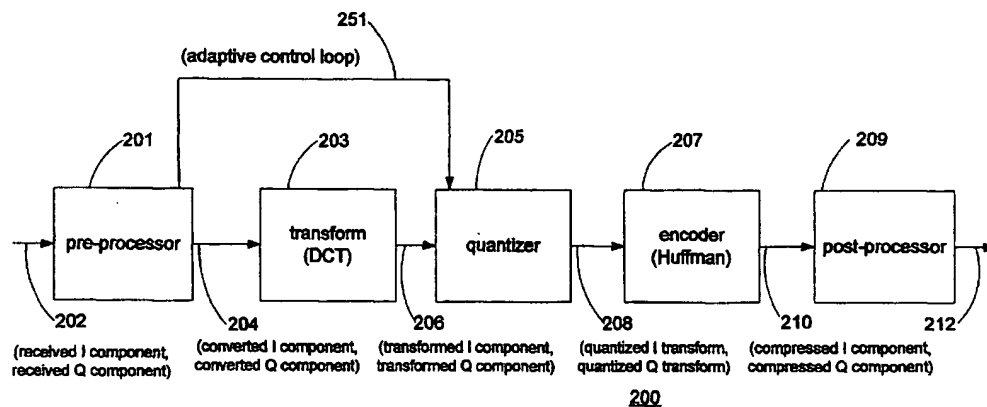 251
(adaptive control loop)
201
203
205
207
209
pre-processor
transform
(DCT)
quantizer
encoder
(Huffman)
post-processor
202
204
206
208
210
212
(received I component,
received Q component)
(converted I component,
converted Q component)
(transformed I component,
transformed Q component)
(quantized I transform,
quantized Q transform)
(compressed I component,
compressed Q component)
200